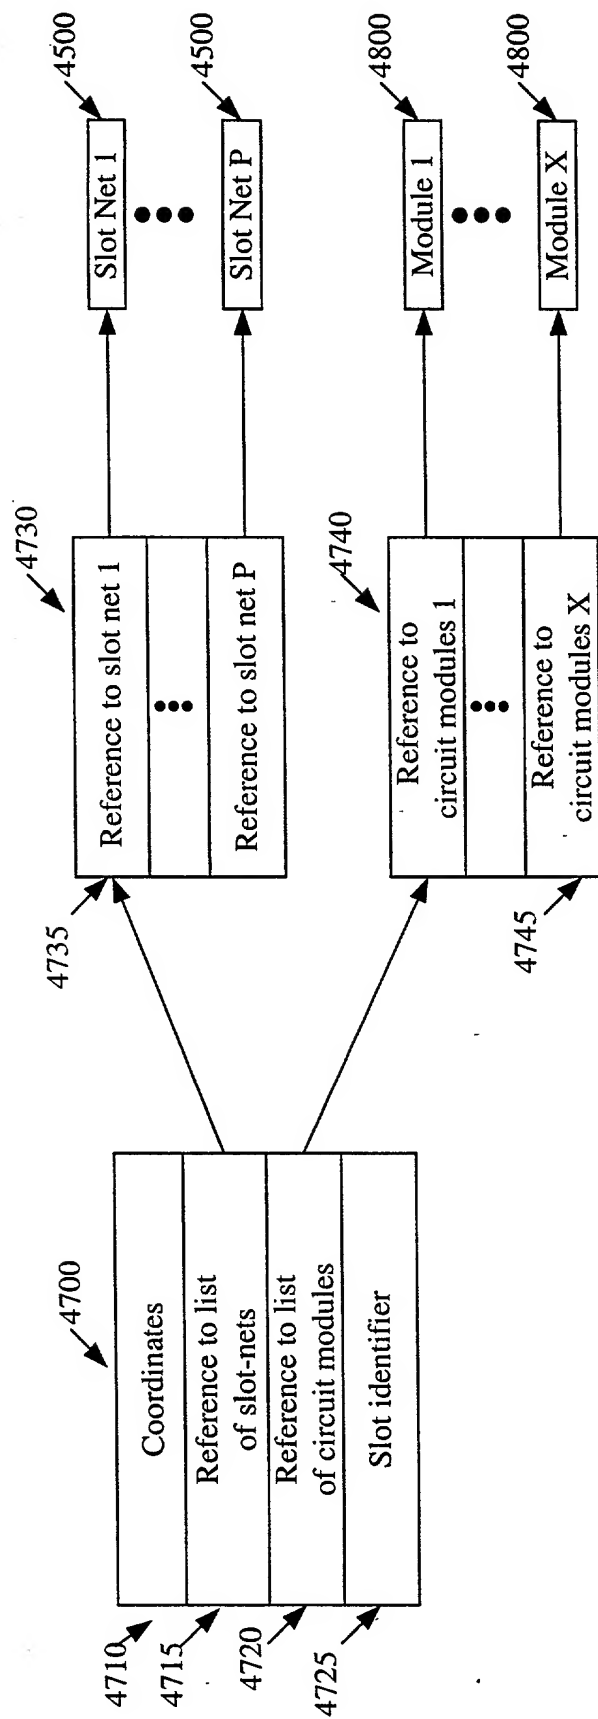 4700
4710
Coordinates
4715
Reference to list
of slot-nets
4720
Reference to list
of circuit modules
4725
Slot identifier
4730
4735
Reference to slot net 1
Reference to slot net P
4740
Reference to
circuit modules 1
4745
Reference to
circuit modules X
4500
Slot Net 1
4500
Slot Net P
4800
Module 1
4800
Module X